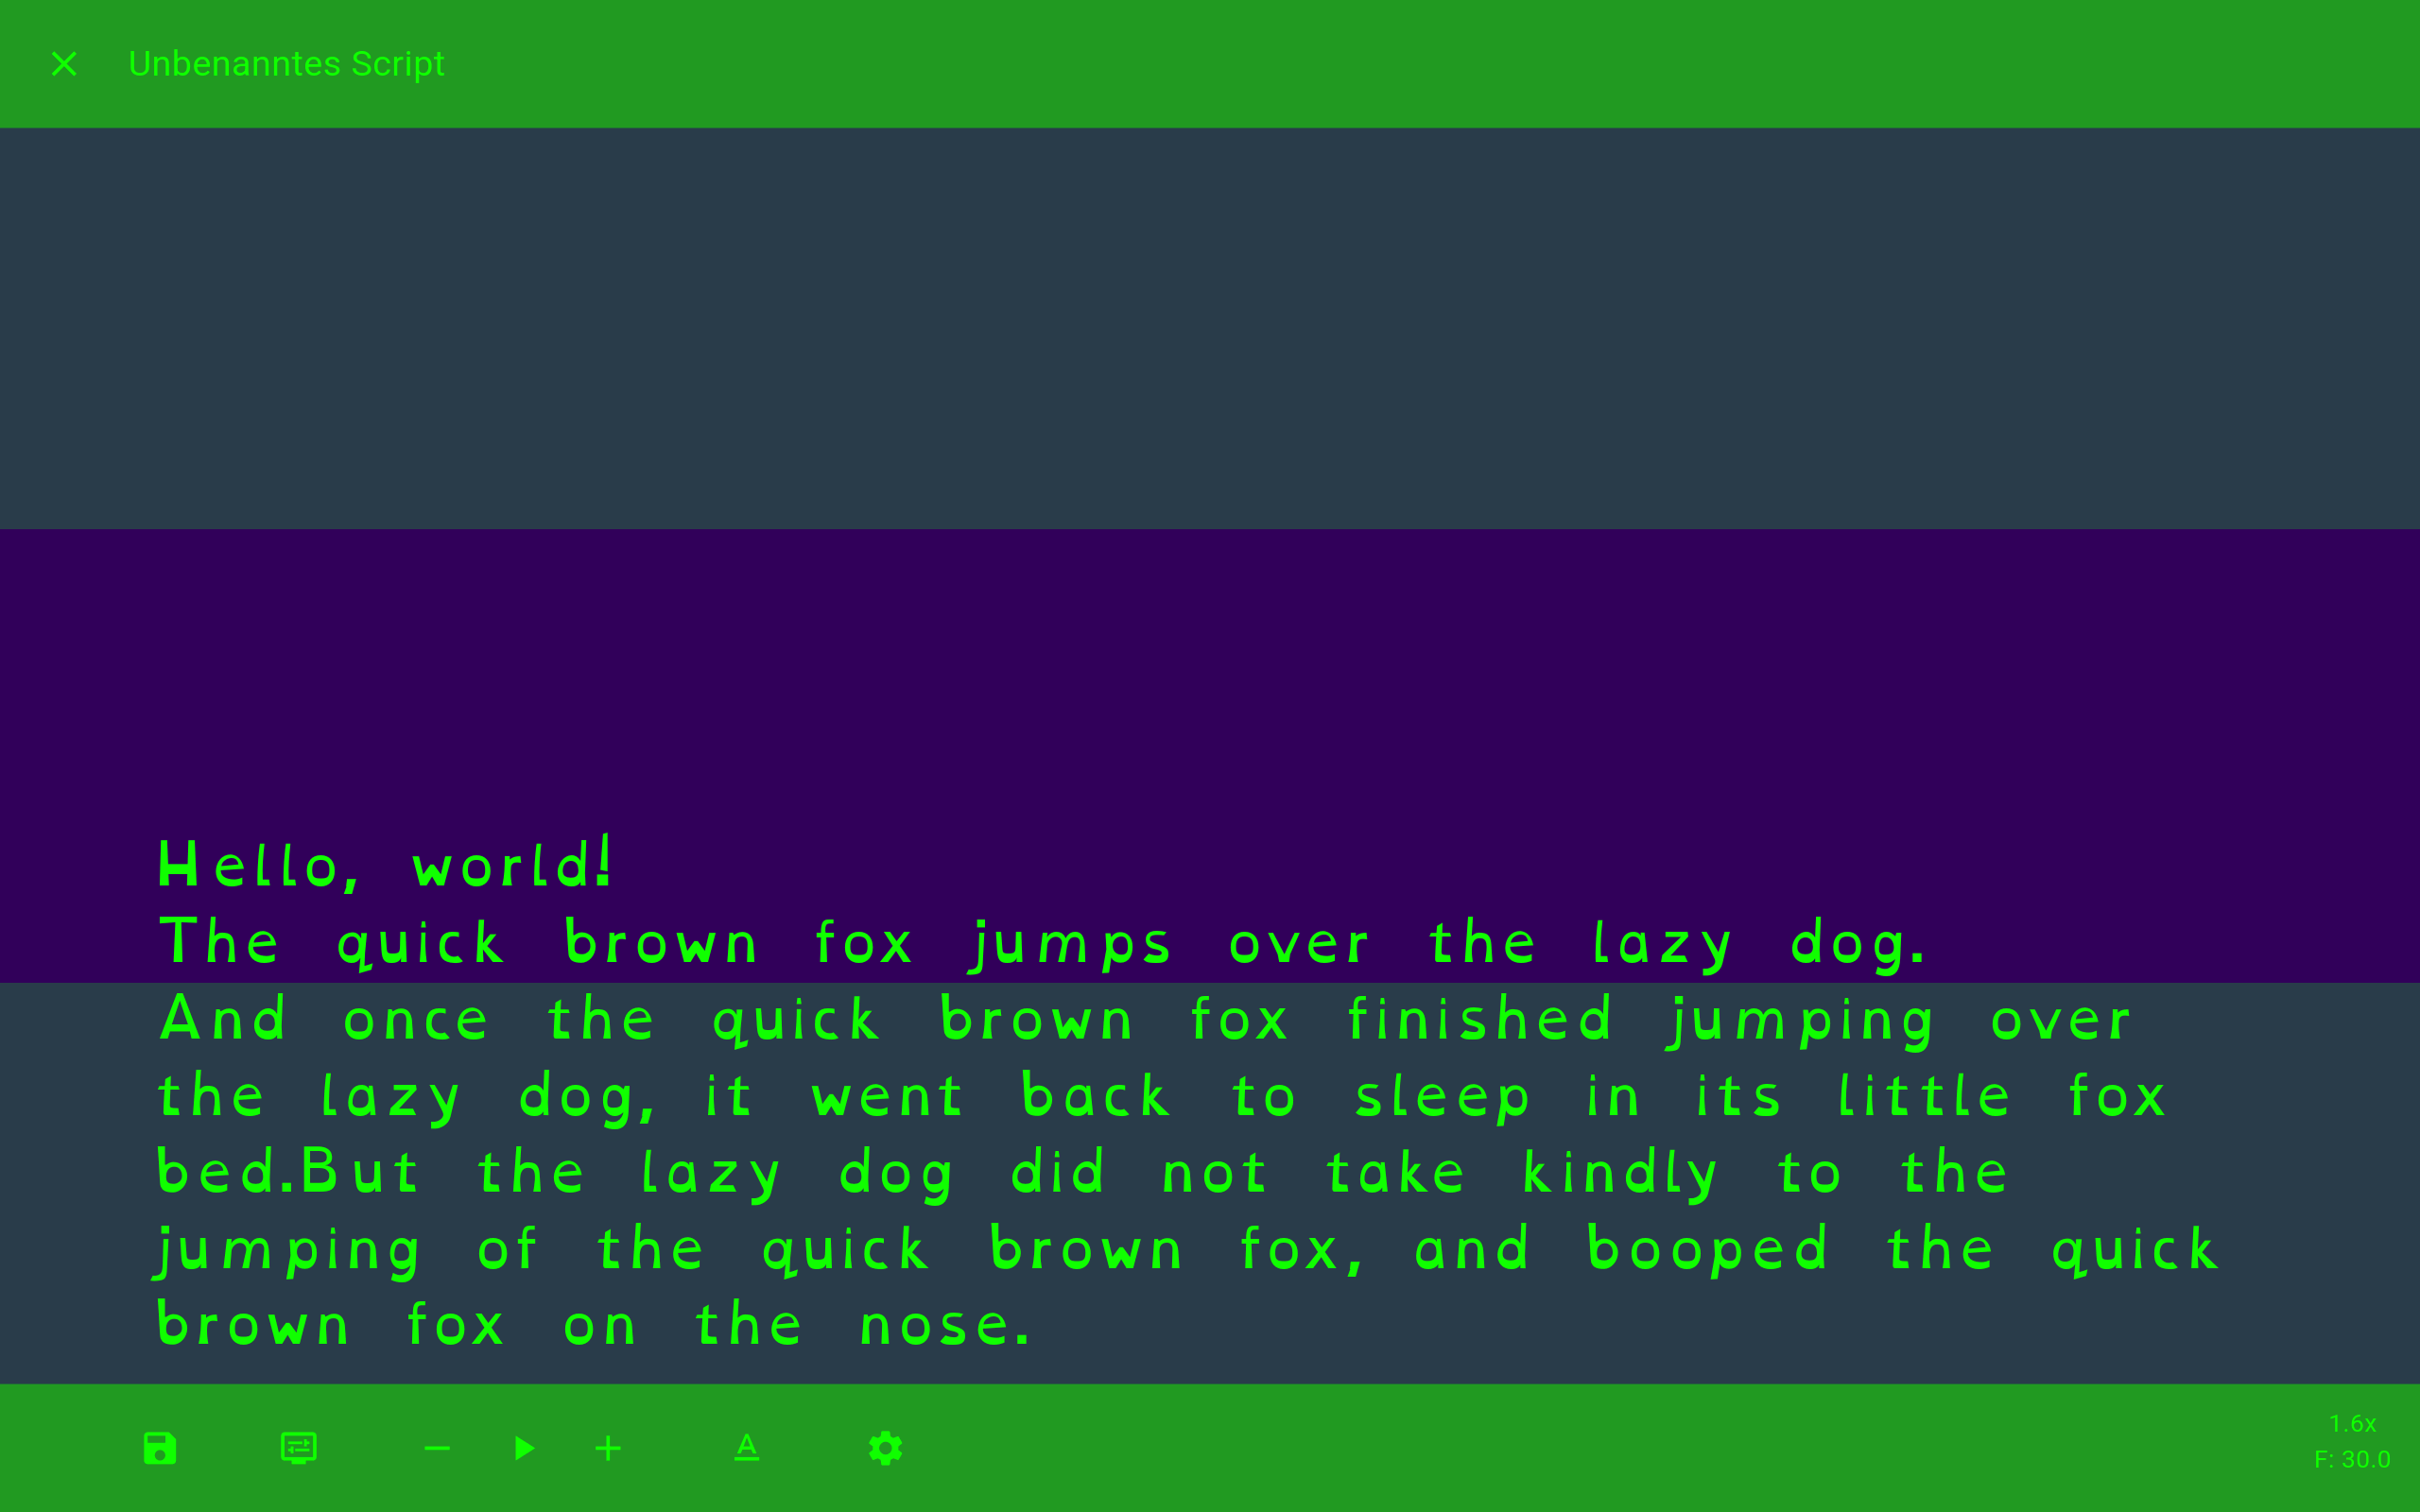 Unbenanntes Script
Hello, world!
The quick brown fox jumps over the lazy dog.
And once the quick brown fox finished jumping over
the lazy dog, it went back to sleep in its little fox
bed.But the lazy dog did not take kindly to the
jumping of the quick brown fox, and booped the quick
brown fox on the nose.
1.6x
F: 30.0